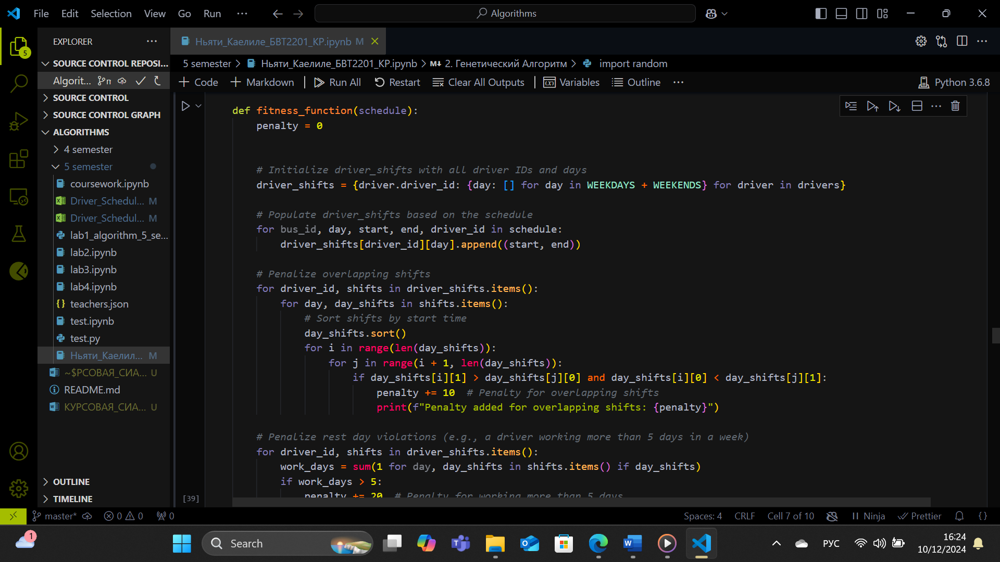 File Edit Selection View Go Run ··· Algorithms
EXPLORER ···
5
SOURCE CONTROL REPOSI...
Algorit...
SOURCE CONTROL
SOURCE CONTROL GRAPH
ALGORITHMS
4 semester
5 semester
coursework.ipynb
Driver_Schedul... M
Driver_Schedul... M
lab1_algorithm_5_se...
lab2.ipynb
lab3.ipynb
lab4.ipynb
{} teachers.json
test.ipynb
test.py
Ньяти_Каелил... M
~$РСОВАЯ_СИА... U
README.md
КУРСОВАЯ_СИА... U
OUTLINE
TIMELINE
Ньяти_Каелиле_БВТ2201_КР.ipynb M
5 semester > Ньяти_Каелиле_БВТ2201_КР.ipynb > M↓ 2. Генетический Алгоритм > import random
+ Code + Markdown | Run All Restart Clear All Outputs | Variables Outline ··· Python 3.6.8
def fitness_function(schedule):
penalty = 0
# Initialize driver_shifts with all driver IDs and days
driver_shifts = {driver.driver_id: {day: [] for day in WEEKDAYS + WEEKENDS} for driver in drivers}
# Populate driver_shifts based on the schedule
for bus_id, day, start, end, driver_id in schedule:
driver_shifts[driver_id][day].append((start, end))
# Penalize overlapping shifts
for driver_id, shifts in driver_shifts.items():
for day, day_shifts in shifts.items():
# Sort shifts by start time
day_shifts.sort()
for i in range(len(day_shifts)):
for j in range(i + 1, len(day_shifts)):
if day_shifts[i][1] > day_shifts[j][0] and day_shifts[i][0] < day_shifts[j][1]:
penalty += 10 # Penalty for overlapping shifts
print(f"Penalty added for overlapping shifts: {penalty}")
# Penalize rest day violations (e.g., a driver working more than 5 days in a week)
for driver_id, shifts in driver_shifts.items():
work_days = sum(1 for day, day_shifts in shifts.items() if day_shifts)
if work_days > 5:
penalty += 20 # Penalty for working more than 5 days
[39]
master* 0 0 0 Spaces: 4 CRLF Cell 7 of 10 Ninja Prettier {}
1 Search РУС 16:24
10/12/2024